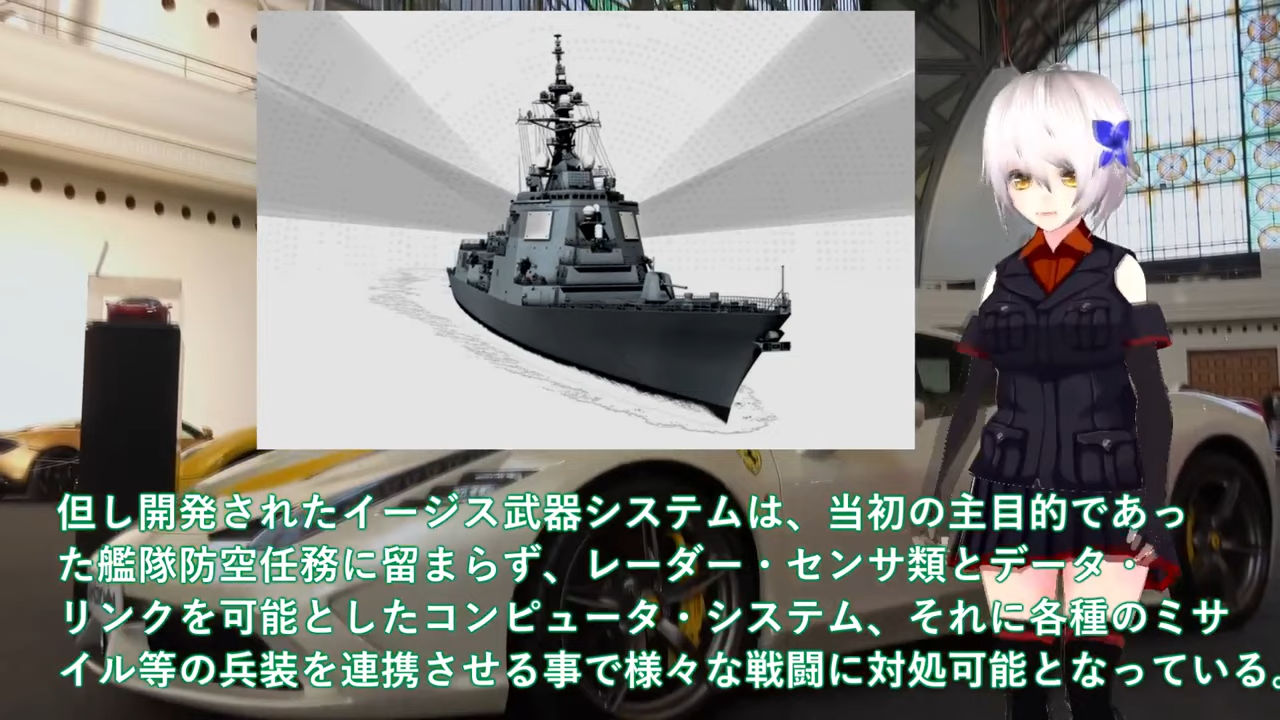 但し開発されたイージス武器システムは、当初の主目的であっ
た艦隊防空任務に留まらず、レーダー・センサ類とデータ・
リンクを可能としたコンピュータ・システム、それに各種のミサ
イル等の兵装を連携させる事で様々な戦闘に対処可能となっている。